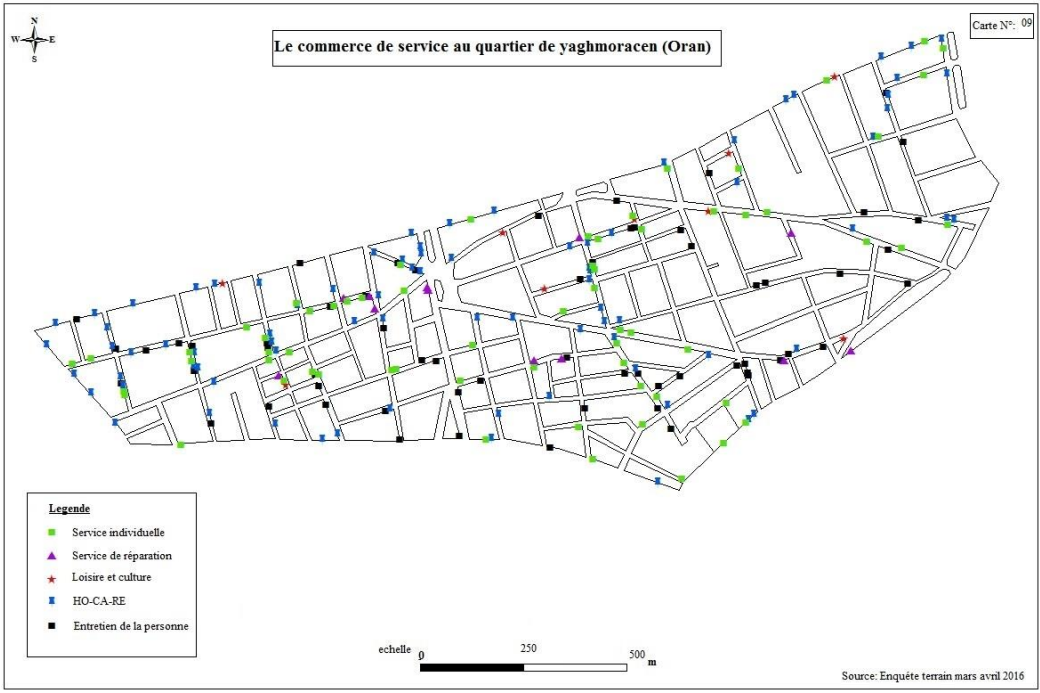 N
W E
S
Le commerce de service au quartier de yaghmoracen (Oran)
Carte N°: 09
Legende
Service individuelle
Service de réparation
Loisire et culture
HO-CA-RE
Entretien de la personne
echelle 0 250 500 m
Source: Enquête terrain mars avril 2016